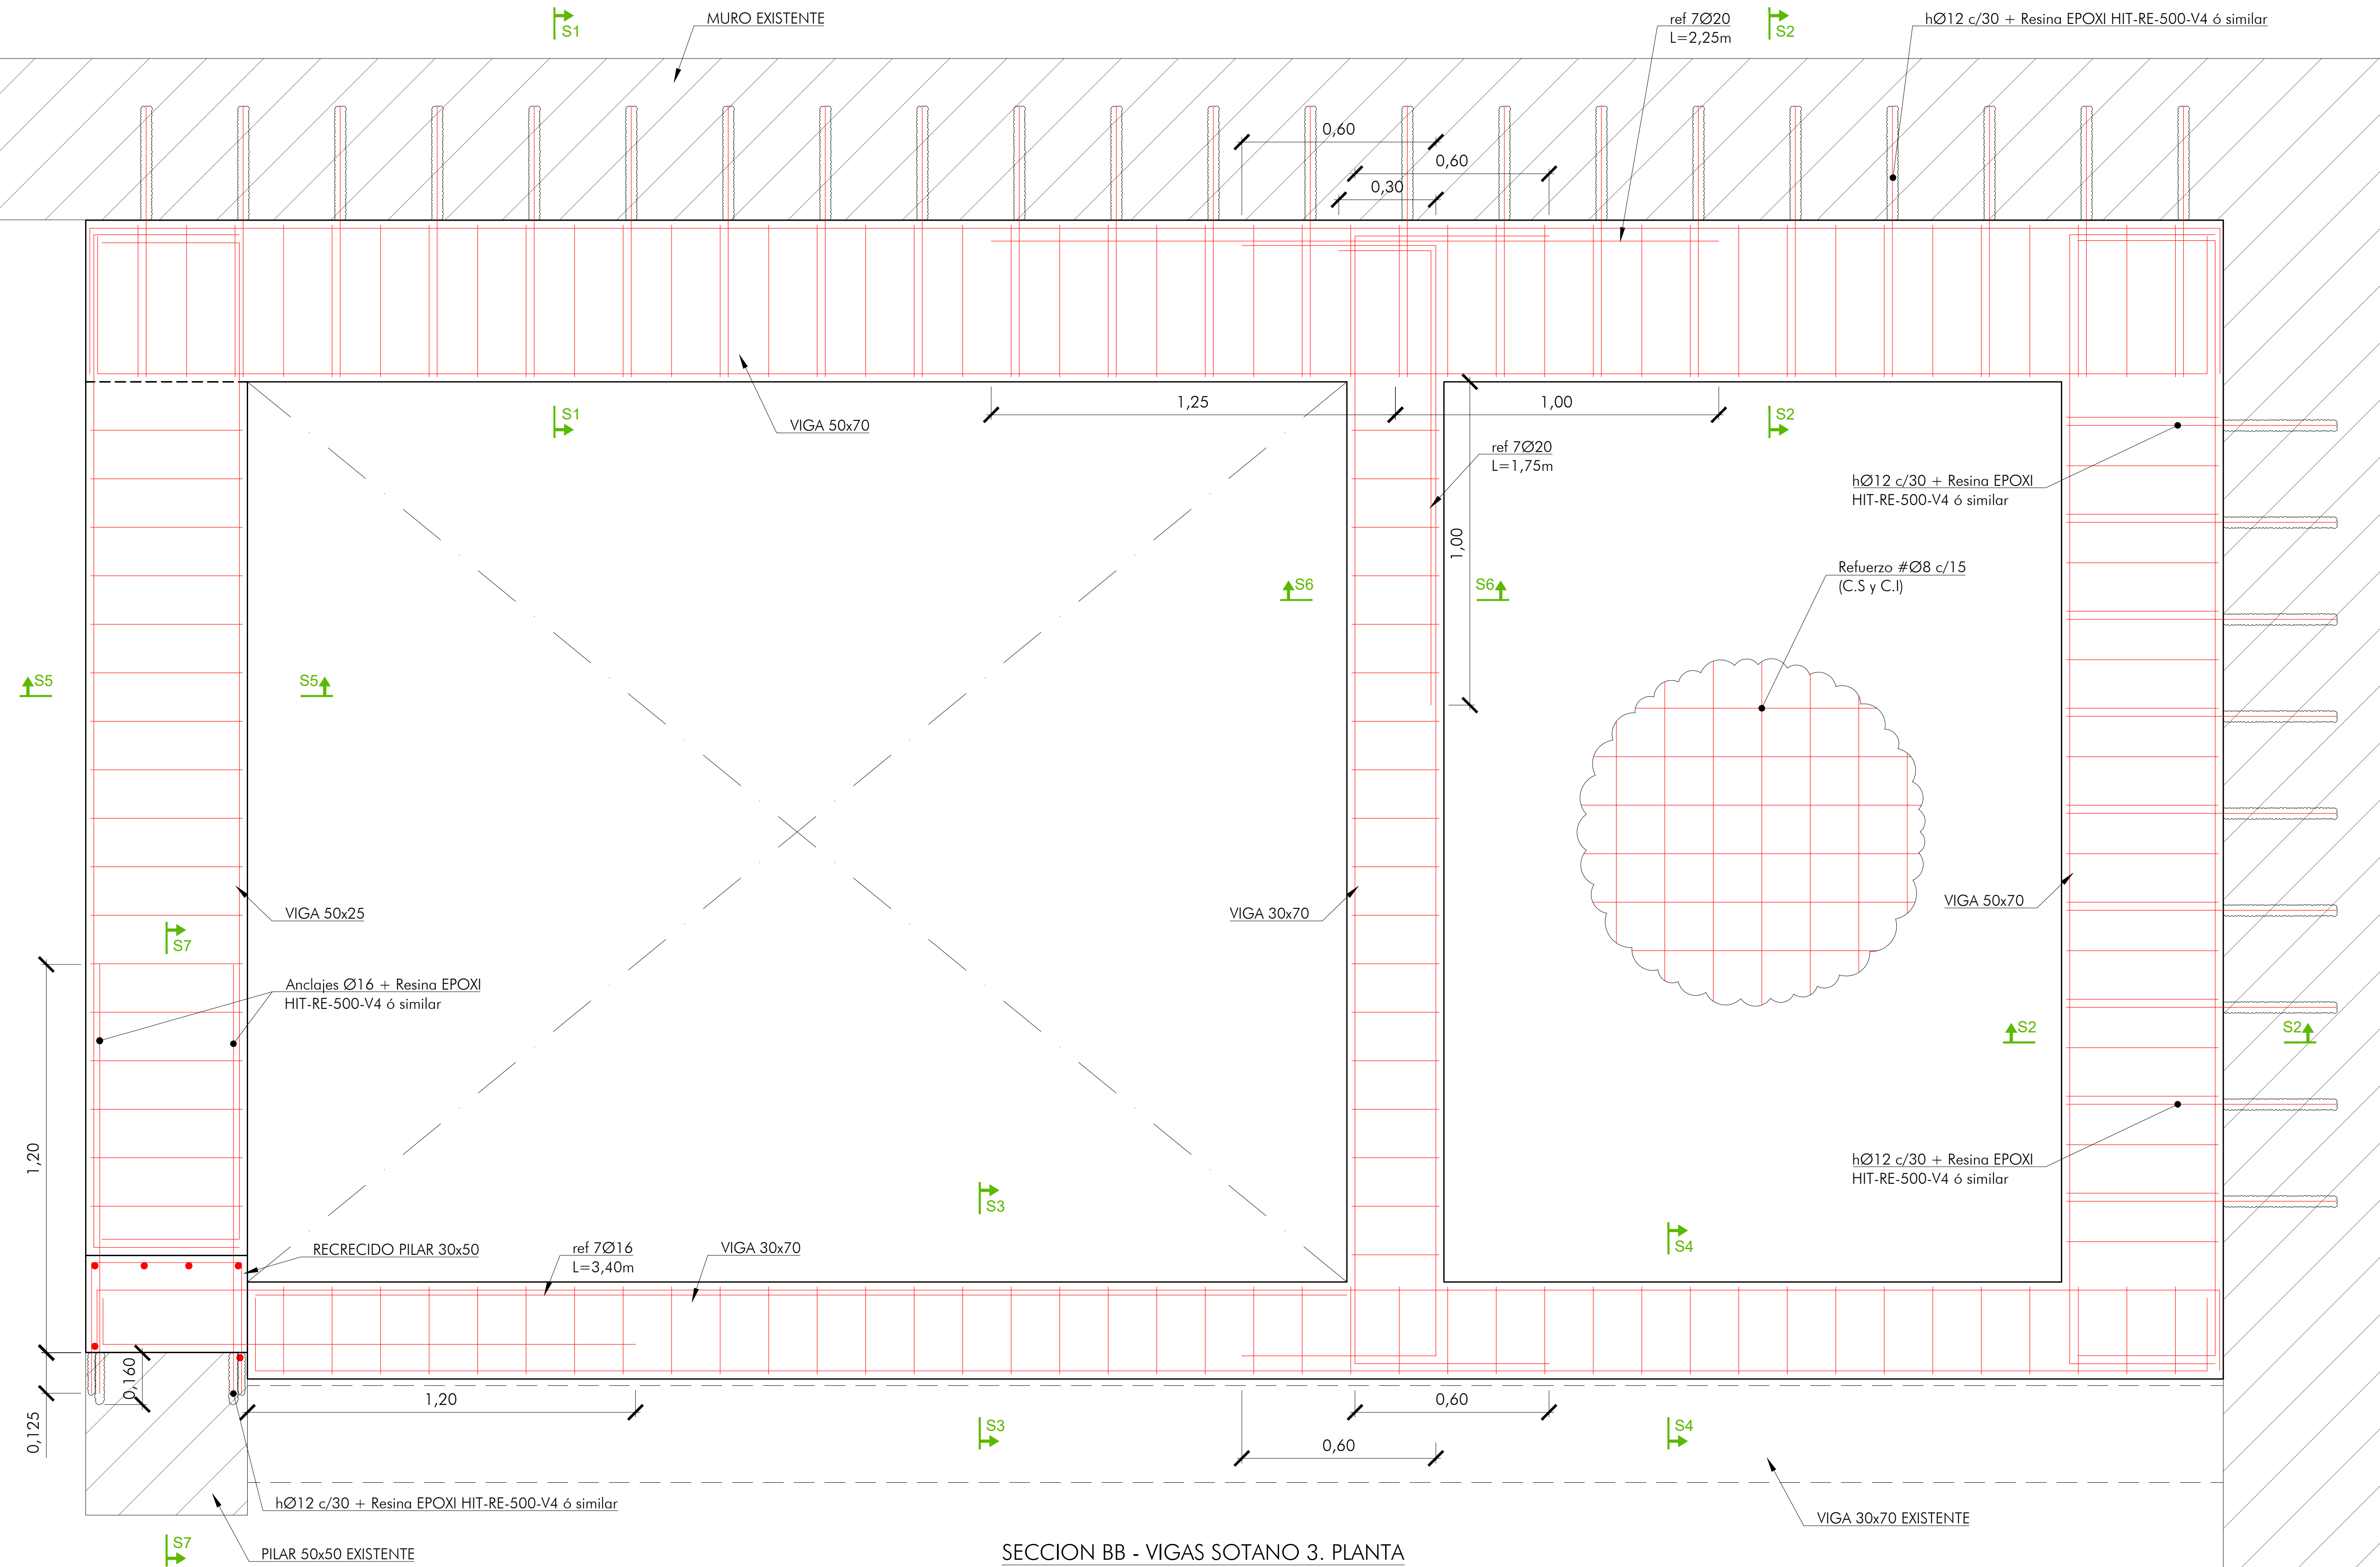 S1
MURO EXISTENTE
ref 7Ø20
L=2,25m
S2
hØ12 c/30 + Resina EPOXI HIT-RE-500-V4 ó similar
0,60
0,60
0,30
1,25
1,00
S1
VIGA 50x70
S2
ref 7Ø20
L=1,75m
1,00
hØ12 c/30 + Resina EPOXI
HIT-RE-500-V4 ó similar
Refuerzo #Ø8 c/15
(C.S y C.I)
S6
S6
S5
S5
VIGA 50x25
VIGA 30x70
VIGA 50x70
S7
Anclajes Ø16 + Resina EPOXI
HIT-RE-500-V4 ó similar
S2
S2
1,20
hØ12 c/30 + Resina EPOXI
HIT-RE-500-V4 ó similar
S3
S4
RECRECIDO PILAR 30x50
ref 7Ø16
L=3,40m
VIGA 30x70
0,160
0,125
1,20
0,60
S3
S4
0,60
hØ12 c/30 + Resina EPOXI HIT-RE-500-V4 ó similar
VIGA 30x70 EXISTENTE
S7
PILAR 50x50 EXISTENTE
SECCION BB - VIGAS SOTANO 3. PLANTA